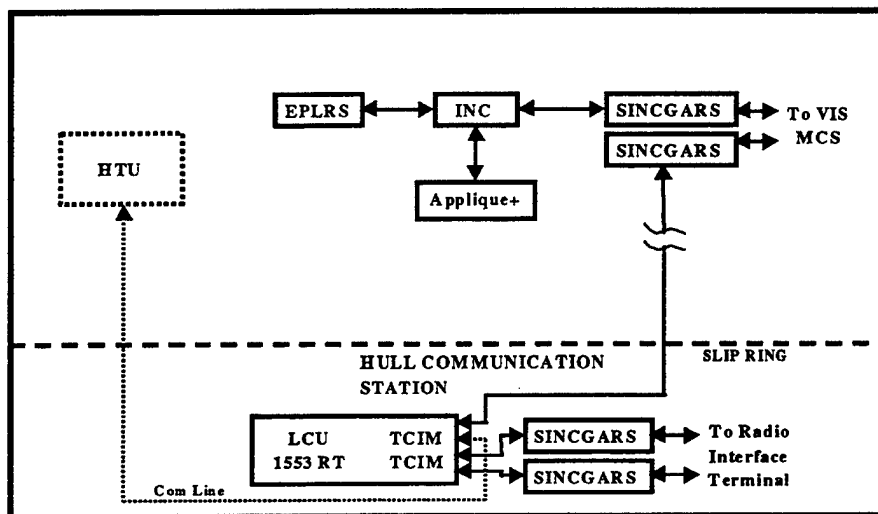 EPLRS
INC
SINCGARS
To VIS
SINCGARS
MCS
HTU
Applique+
SLIP RING
HULL COMMUNICATION
STATION
LCU TCIM
1553 RT TCIM
SINCGARS
To Radio
Interface
SINCGARS
Terminal
Com Line